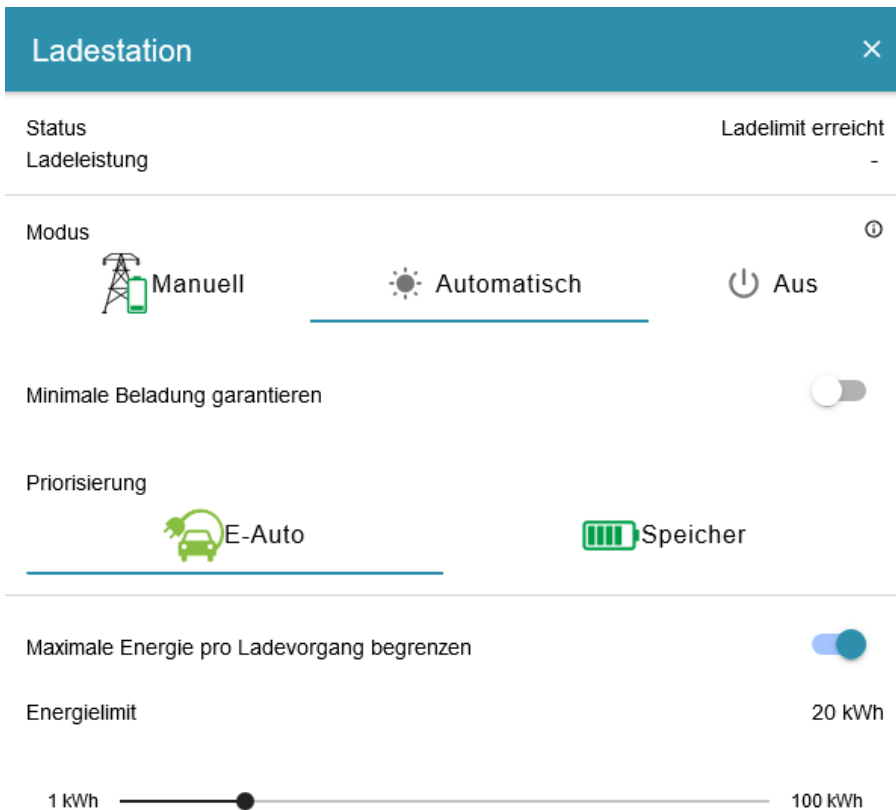 Ladestation ×
Status Ladelimit erreicht
Ladeleistung -
Modus
Manuell Automatisch Aus
Minimale Beladung garantieren
Priorisierung
E-Auto Speicher
Maximale Energie pro Ladevorgang begrenzen
Energielimit 20 kWh
1 kWh 100 kWh